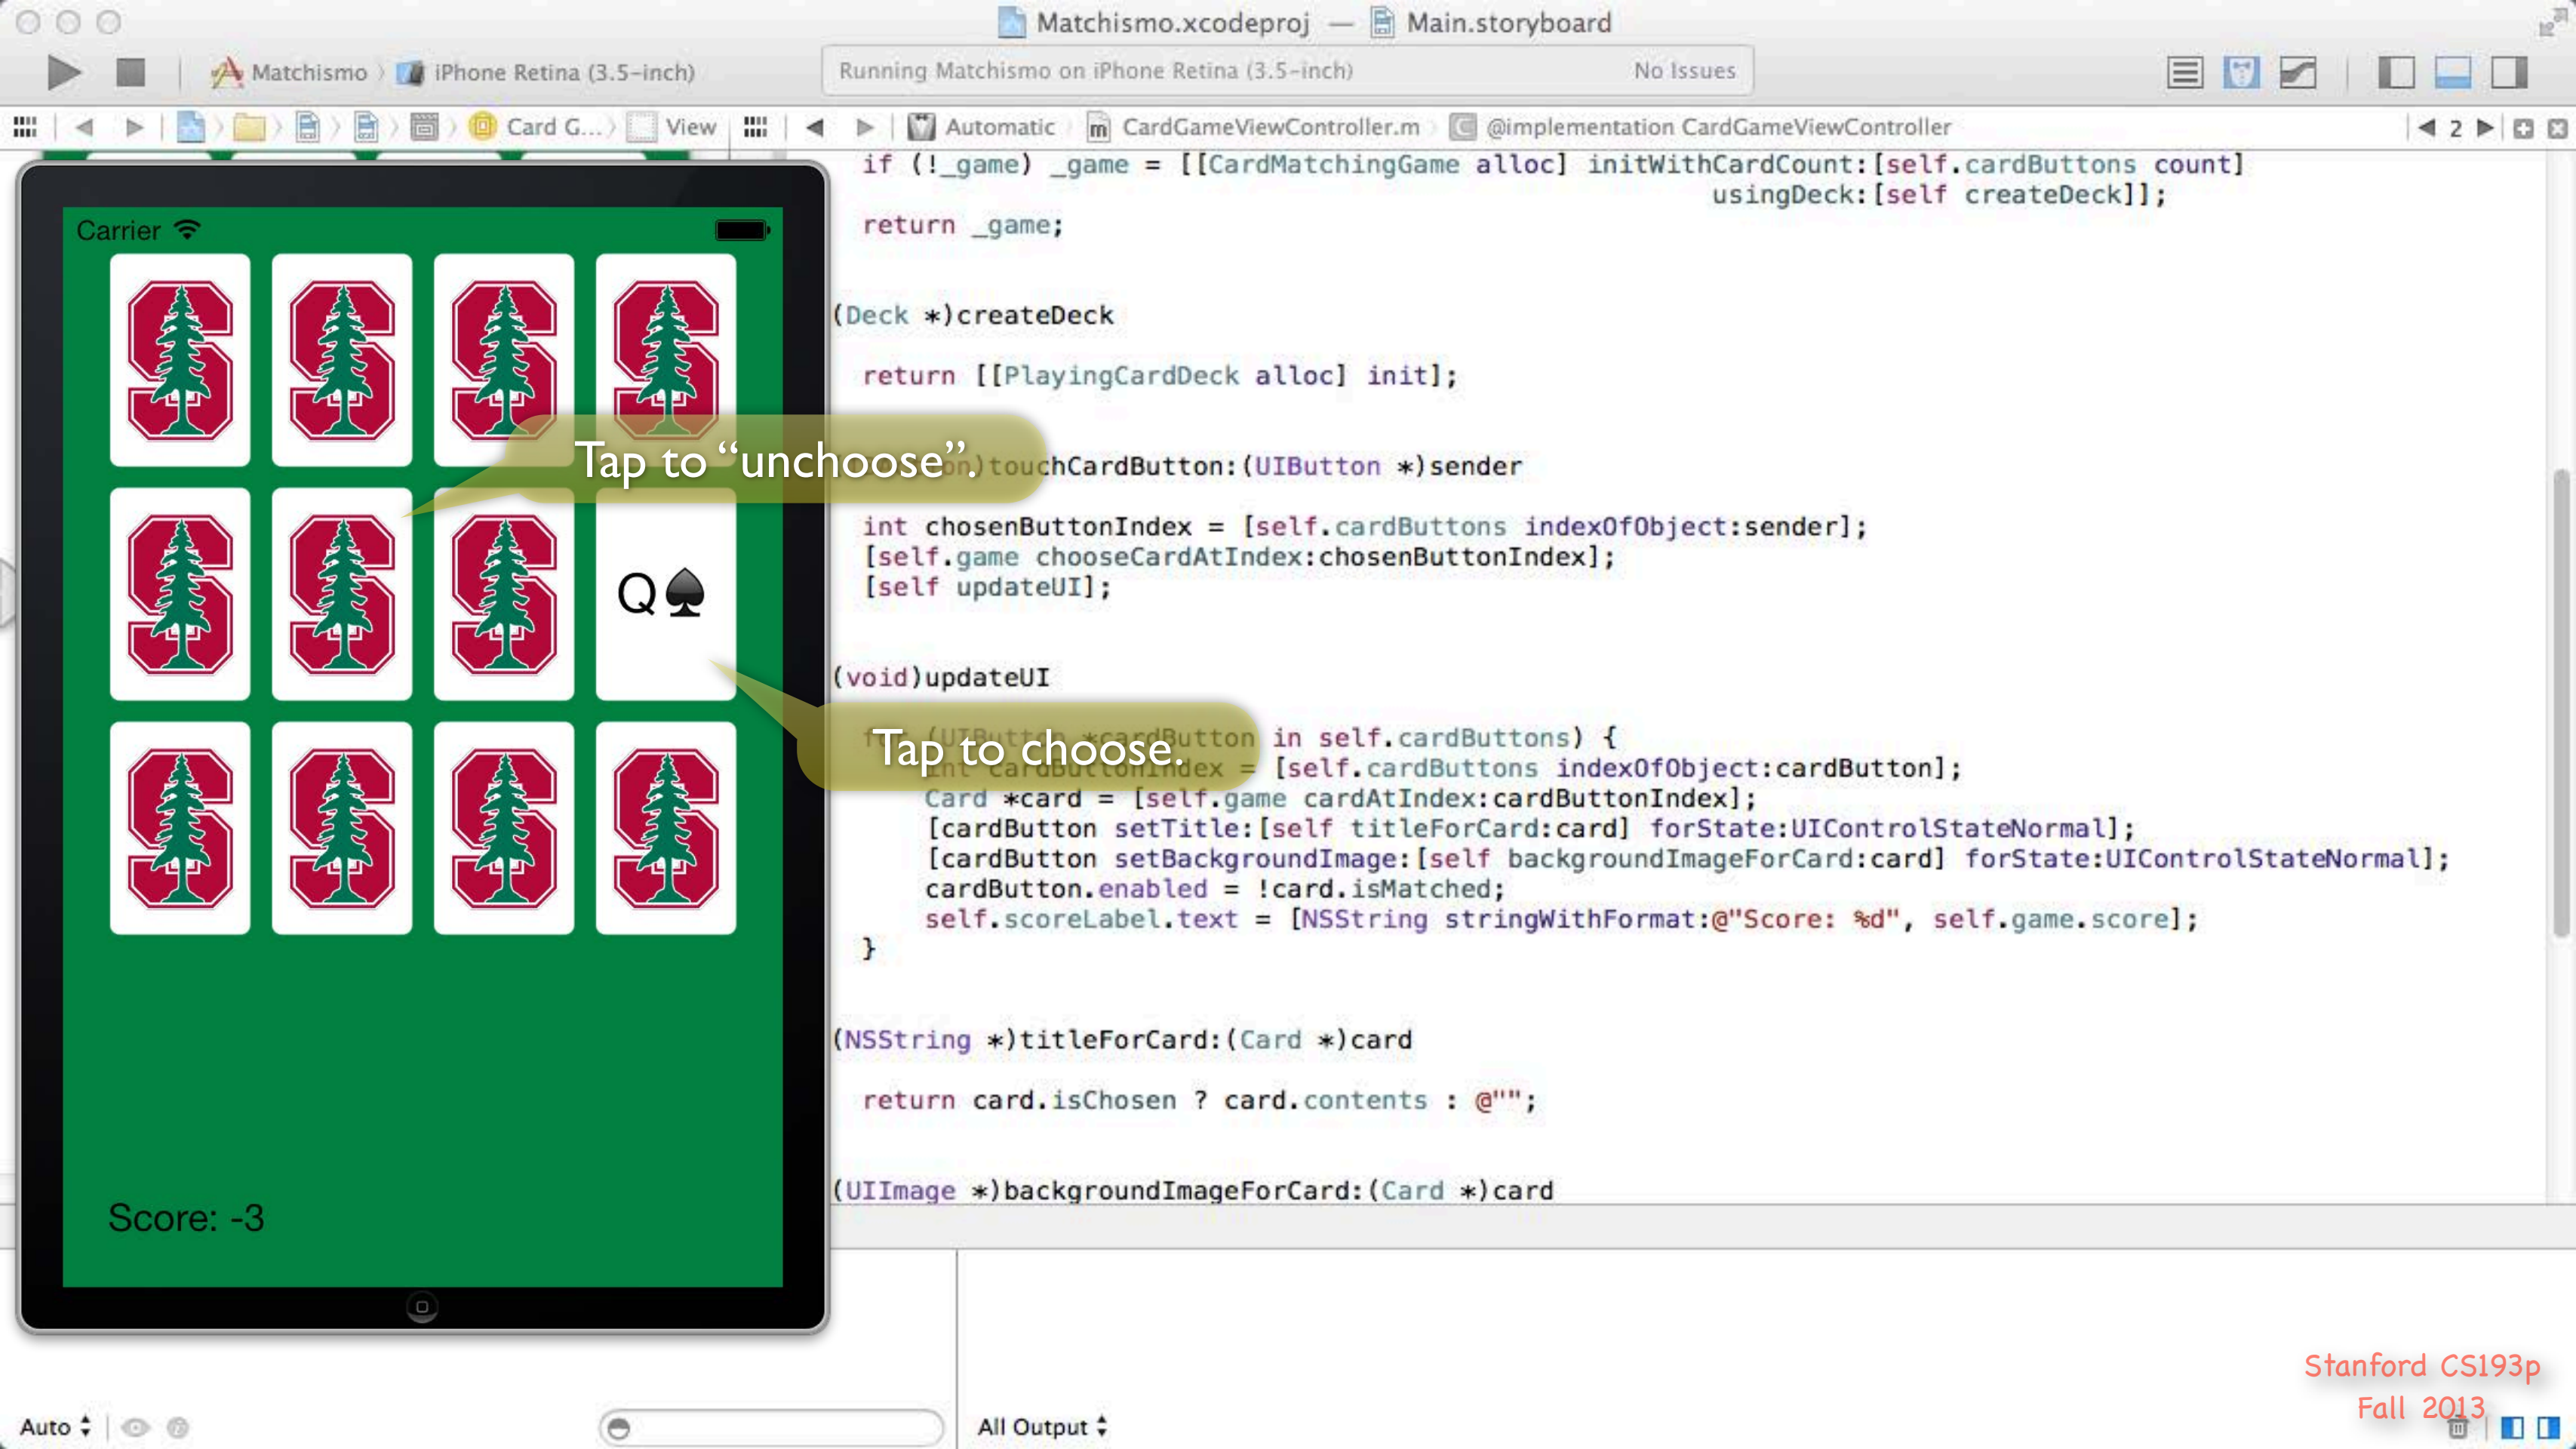 Matchismo.xcodeproj — Main.storyboard
Matchismo iPhone Retina (3.5-inch)
Running Matchismo on iPhone Retina (3.5-inch) No Issues
Card G... View
Automatic CardGameViewController.m @implementation CardGameViewController 2
if (!_game) _game = [[CardMatchingGame alloc] initWithCardCount:[self.cardButtons count]
usingDeck:[self createDeck]];
return _game;
(Deck *)createDeck
return [[PlayingCardDeck alloc] init];
touchCardButton:(UIButton *)sender
int chosenButtonIndex = [self.cardButtons indexOfObject:sender];
[self.game chooseCardAtIndex:chosenButtonIndex];
[self updateUI];
(void)updateUI
(UIButton *cardButton in self.cardButtons) {
int cardButtonIndex = [self.cardButtons indexOfObject:cardButton];
Card *card = [self.game cardAtIndex:cardButtonIndex];
[cardButton setTitle:[self titleForCard:card] forState:UIControlStateNormal];
[cardButton setBackgroundImage:[self backgroundImageForCard:card] forState:UIControlStateNormal];
cardButton.enabled = !card.isMatched;
self.scoreLabel.text = [NSString stringWithFormat:@"Score: %d", self.game.score];
}
(NSString *)titleForCard:(Card *)card
return card.isChosen ? card.contents : @"";
(UIImage *)backgroundImageForCard:(Card *)card
Carrier
Tap to “unchoose”.
Q♠
Tap to choose.
Score: -3
Auto
All Output
Stanford CS193p
Fall 2013